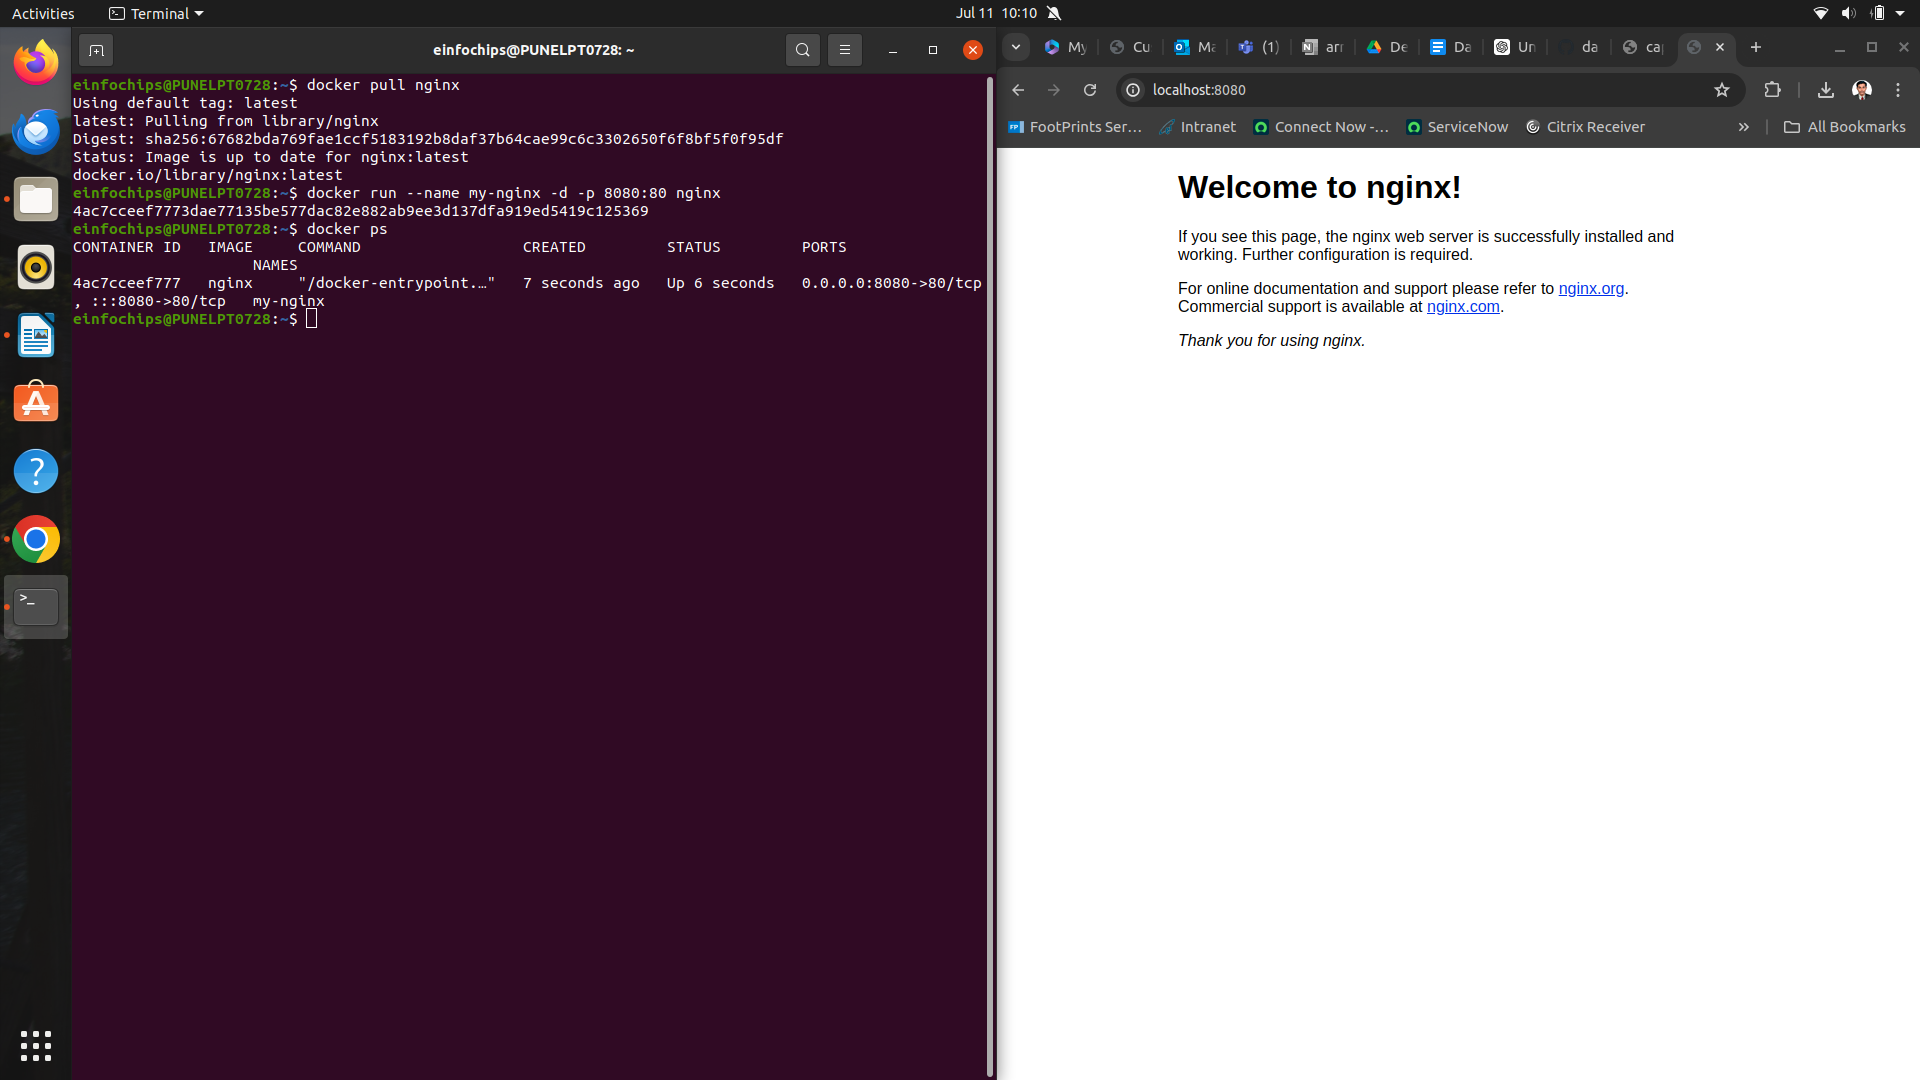 Activities
Terminal
Jul 11 10:10
einfochips@PUNELPT0728: ~
einfochips@PUNELPT0728:~$ docker pull nginx
Using default tag: latest
latest: Pulling from library/nginx
Digest: sha256:67682bda769fae1ccf5183192b8daf37b64cae99c6c3302650f6f8bf5f0f95df
Status: Image is up to date for nginx:latest
docker.io/library/nginx:latest
einfochips@PUNELPT0728:~$ docker run --name my-nginx -d -p 8080:80 nginx
4ac7cceef7773dae77135be577dac82e882ab9ee3d137dfa919ed5419c125369
einfochips@PUNELPT0728:~$ docker ps
CONTAINER ID IMAGE COMMAND CREATED STATUS PORTS
NAMES
4ac7cceef777 nginx "/docker-entrypoint.…" 7 seconds ago Up 6 seconds 0.0.0.0:8080->80/tcp
, :::8080->80/tcp my-nginx
einfochips@PUNELPT0728:~$
My Cu Ma (1) arr De Da Un da ca
localhost:8080
FootPrints Ser... Intranet Connect Now -... ServiceNow Citrix Receiver » All Bookmarks
Welcome to nginx!
If you see this page, the nginx web server is successfully installed and
working. Further configuration is required.
For online documentation and support please refer to nginx.org.
Commercial support is available at nginx.com.
Thank you for using nginx.